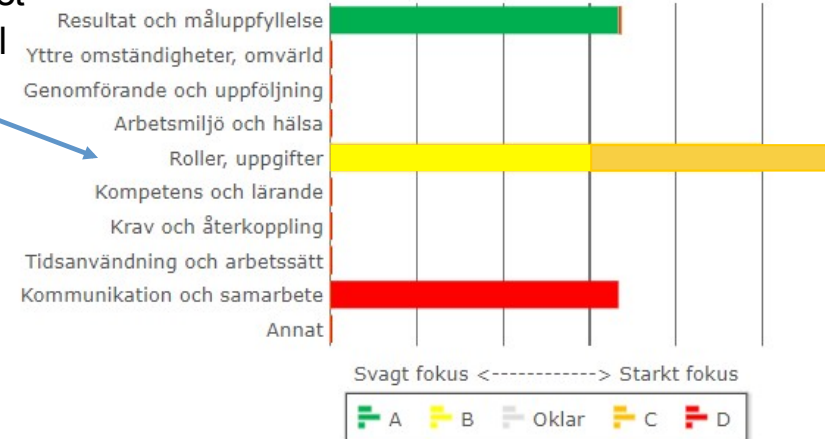 Resultat och måluppfyllelse
Yttre omständigheter, omvärld
Genomförande och uppföljning
Arbetsmiljö och hälsa
Roller, uppgifter
Kompetens och lärande
Krav och återkoppling
Tidsanvändning och arbetssätt
Kommunikation och samarbete
Annat
Svagt fokus <------------> Starkt fokus
A B Oklar C D